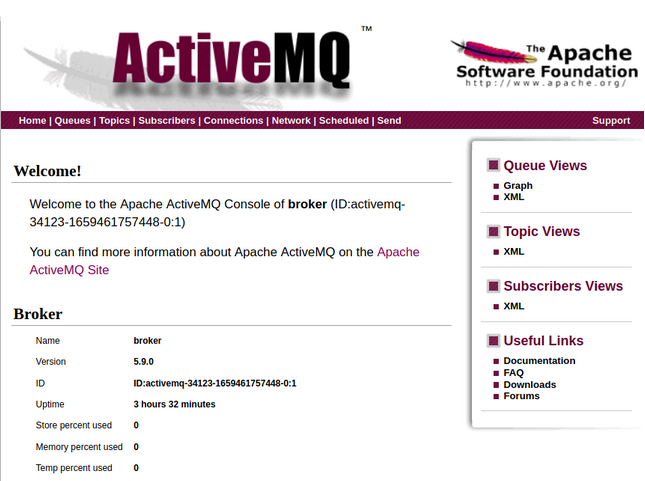 ActiveMQ™
The Apache
Software Foundation
http://www.apache.org/
Home | Queues | Topics | Subscribers | Connections | Network | Scheduled | Send
Support
Welcome!
Welcome to the Apache ActiveMQ Console of broker (ID:activemq-
34123-1659461757448-0:1)
You can find more information about Apache ActiveMQ on the Apache
ActiveMQ Site
Broker
Name broker
Version 5.9.0
ID ID:activemq-34123-1659461757448-0:1
Uptime 3 hours 32 minutes
Store percent used 0
Memory percent used 0
Temp percent used 0
Queue Views
Graph
XML
Topic Views
XML
Subscribers Views
XML
Useful Links
Documentation
FAQ
Downloads
Forums